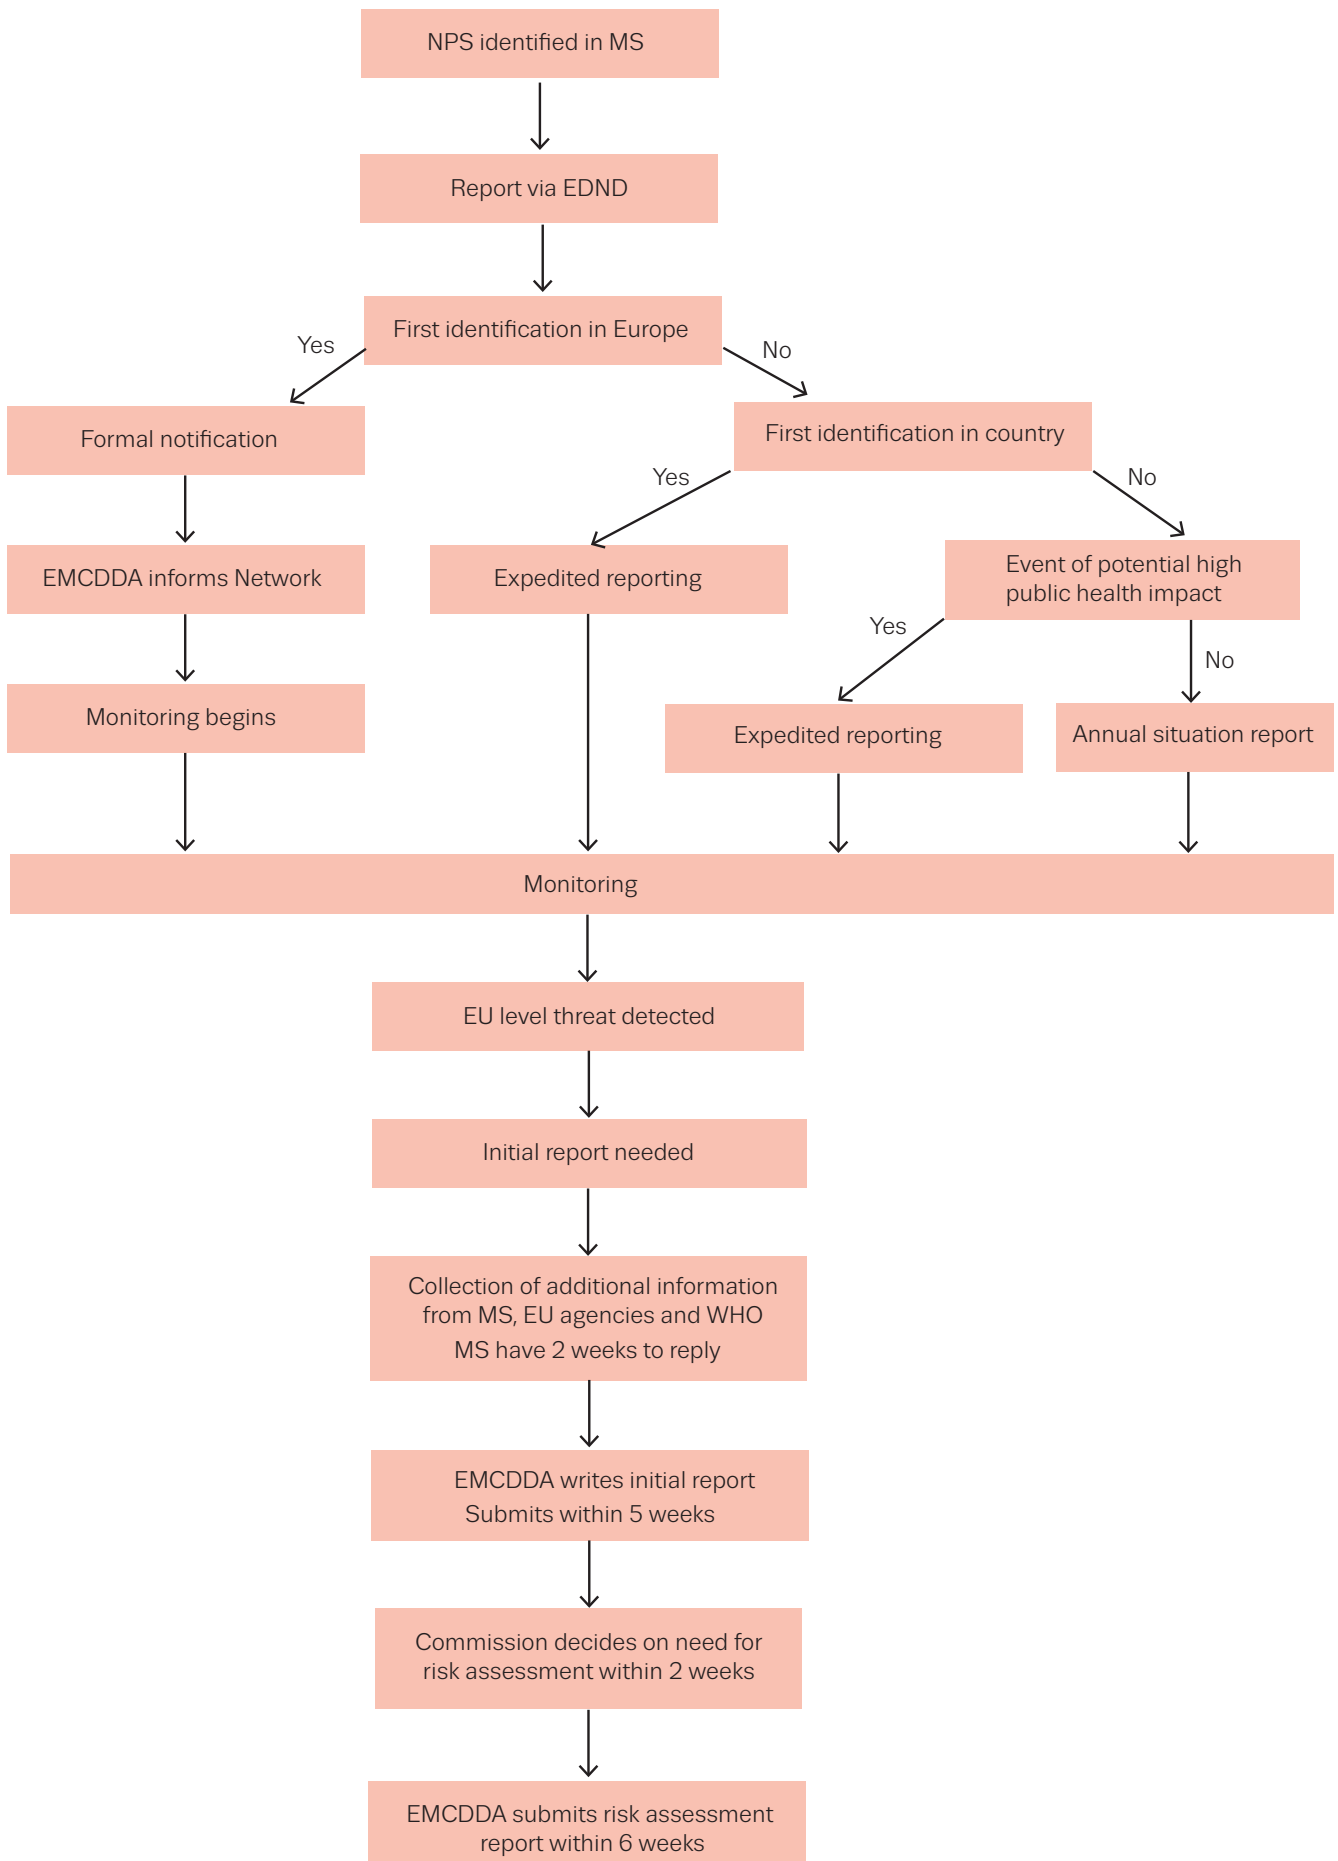 NPS identified in MS
Report via EDND
First identification in Europe
Yes
No
Formal notification
First identification in country
Yes
No
EMCDDA informs Network
Expedited reporting
Event of potential high
public health impact
Yes
No
Monitoring begins
Expedited reporting
Annual situation report
Monitoring
EU level threat detected
Initial report needed
Collection of additional information
from MS, EU agencies and WHO
MS have 2 weeks to reply
EMCDDA writes initial report
Submits within 5 weeks
Commission decides on need for
risk assessment within 2 weeks
EMCDDA submits risk assessment
report within 6 weeks